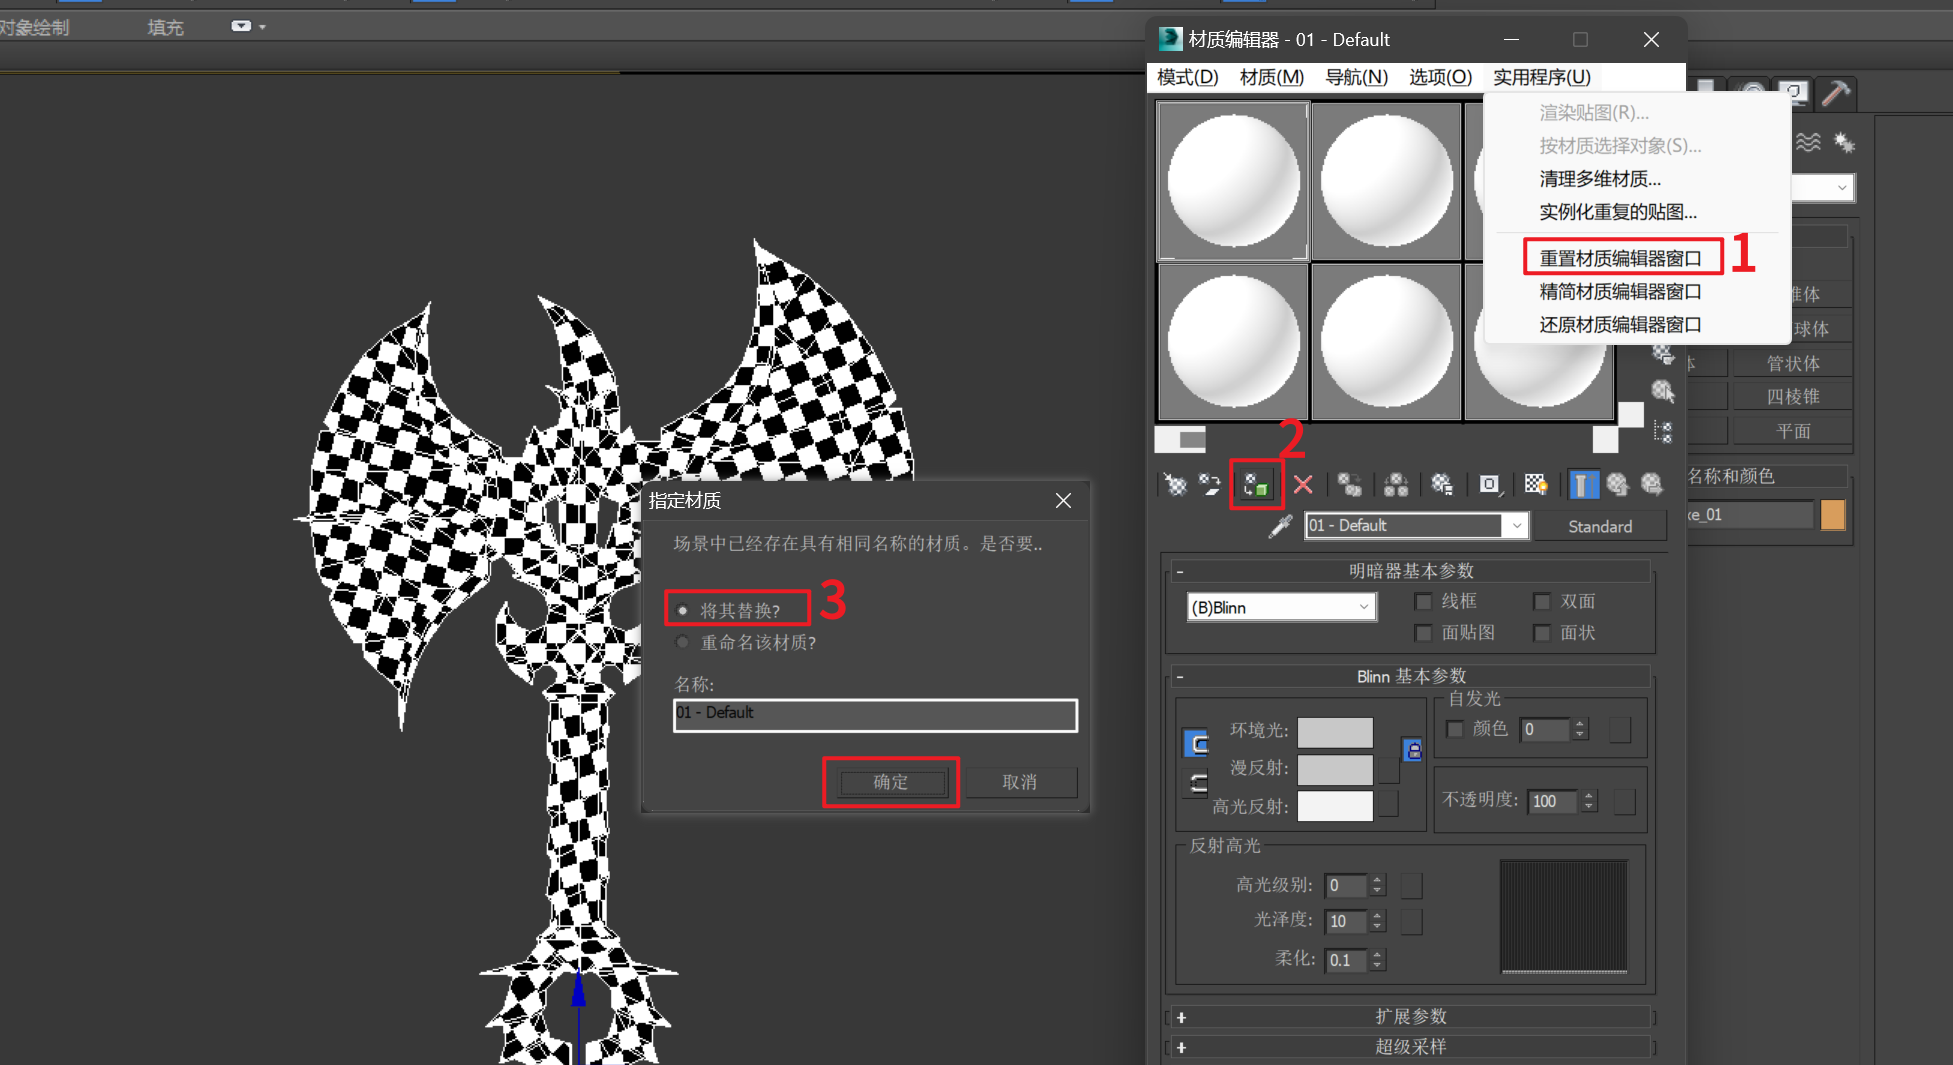 对象绘制
填充
材质编辑器 - 01 - Default
模式(D) 材质(M) 导航(N) 选项(O) 实用程序(U)
渲染贴图(R)...
按材质选择对象(S)...
清理多维材质...
实例化重复的贴图...
重置材质编辑器窗口
1
精简材质编辑器窗口
还原材质编辑器窗口
锥体
球体
体
管状体
四棱锥
平面
2
名称和颜色
xe_01
01 - Default
Standard
指定材质
场景中已经存在具有相同名称的材质。是否要..
将其替换?
3
重命名该材质?
名称:
01 - Default
确定
取消
- 明暗器基本参数
(B)Blinn
线框
双面
面贴图
面状
- Blinn 基本参数
自发光
环境光:
颜色 0
漫反射:
高光反射:
不透明度: 100
反射高光
高光级别: 0
光泽度: 10
柔化: 0.1
+ 扩展参数
+ 超级采样